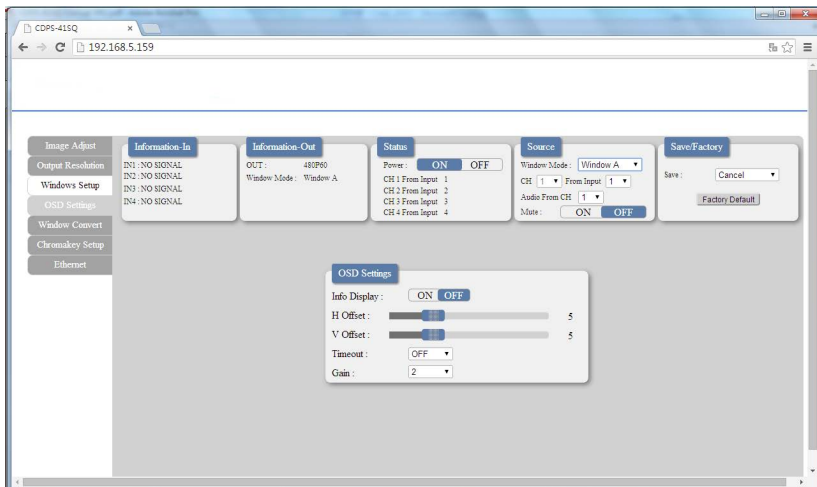 CDPS-41SQ
192.168.5.159
Image Adjust
Output Resolution
Windows Setup
OSD Settings
Window Convert
Chromakey Setup
Ethernet
Information-In
IN1 : NO SIGNAL
IN2 : NO SIGNAL
IN3 : NO SIGNAL
IN4 : NO SIGNAL
Information-Out
OUT : 480P60
Window Mode : Window A
Status
Power : ON OFF
CH 1 From Input 1
CH 2 From Input 2
CH 3 From Input 3
CH 4 From Input 4
Source
Window Mode : Window A
CH 1 From Input 1
Audio From CH 1
Mute : ON OFF
Save/Factory
Save : Cancel
Factory Default
OSD Settings
Info Display : ON OFF
H Offset : 5
V Offset : 5
Timeout : OFF
Gain : 2